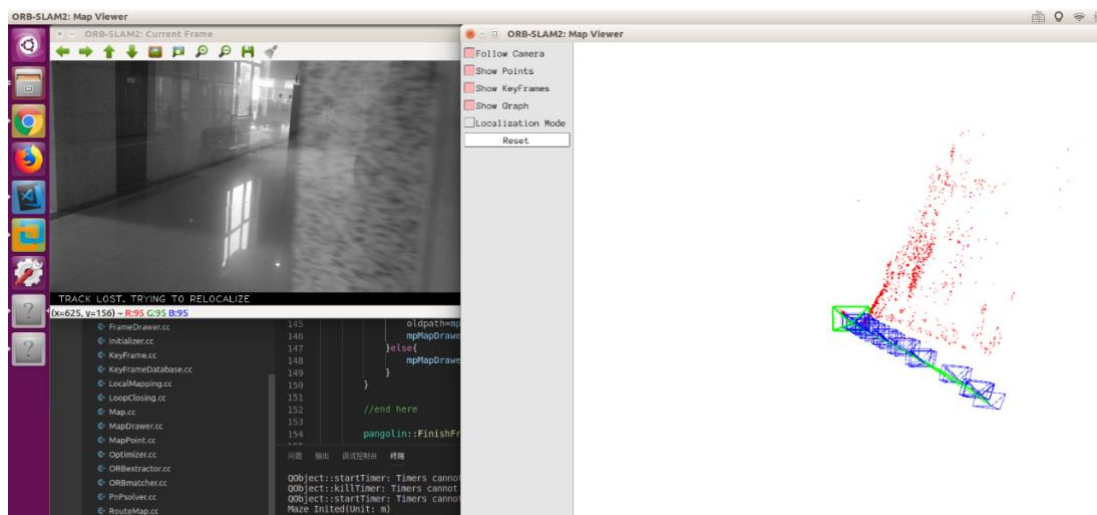 ORB-SLAM2: Map Viewer
ORB-SLAM2: Current Frame
TRACK LOST, TRYING TO RELOCALIZE
(x=625, y=156) ~ R:95 G:95 B:95
FrameDrawer.cc
Initializer.cc
KeyFrame.cc
KeyFrameDatabase.cc
LocalMapping.cc
LoopClosing.cc
Map.cc
MapDrawer.cc
MapPoint.cc
Optimizer.cc
ORBextractor.cc
ORBmatcher.cc
PnPsolver.cc
RouteMap.cc
145 oldpath=mp
146 mpMapDrawe
147 }else{
148 mpMapDrawe
149 }
150 }
151
152 //end here
153
154 pangolin::FinishFr
问题 输出 调试控制台 终端
QObject::startTimer: Timers cannot
QObject::killTimer: Timers cannot
QObject::startTimer: Timers cannot
Maze Inited(Unit: m)
ORB-SLAM2: Map Viewer
Follow Camera
Show Points
Show KeyFrames
Show Graph
Localization Mode
Reset